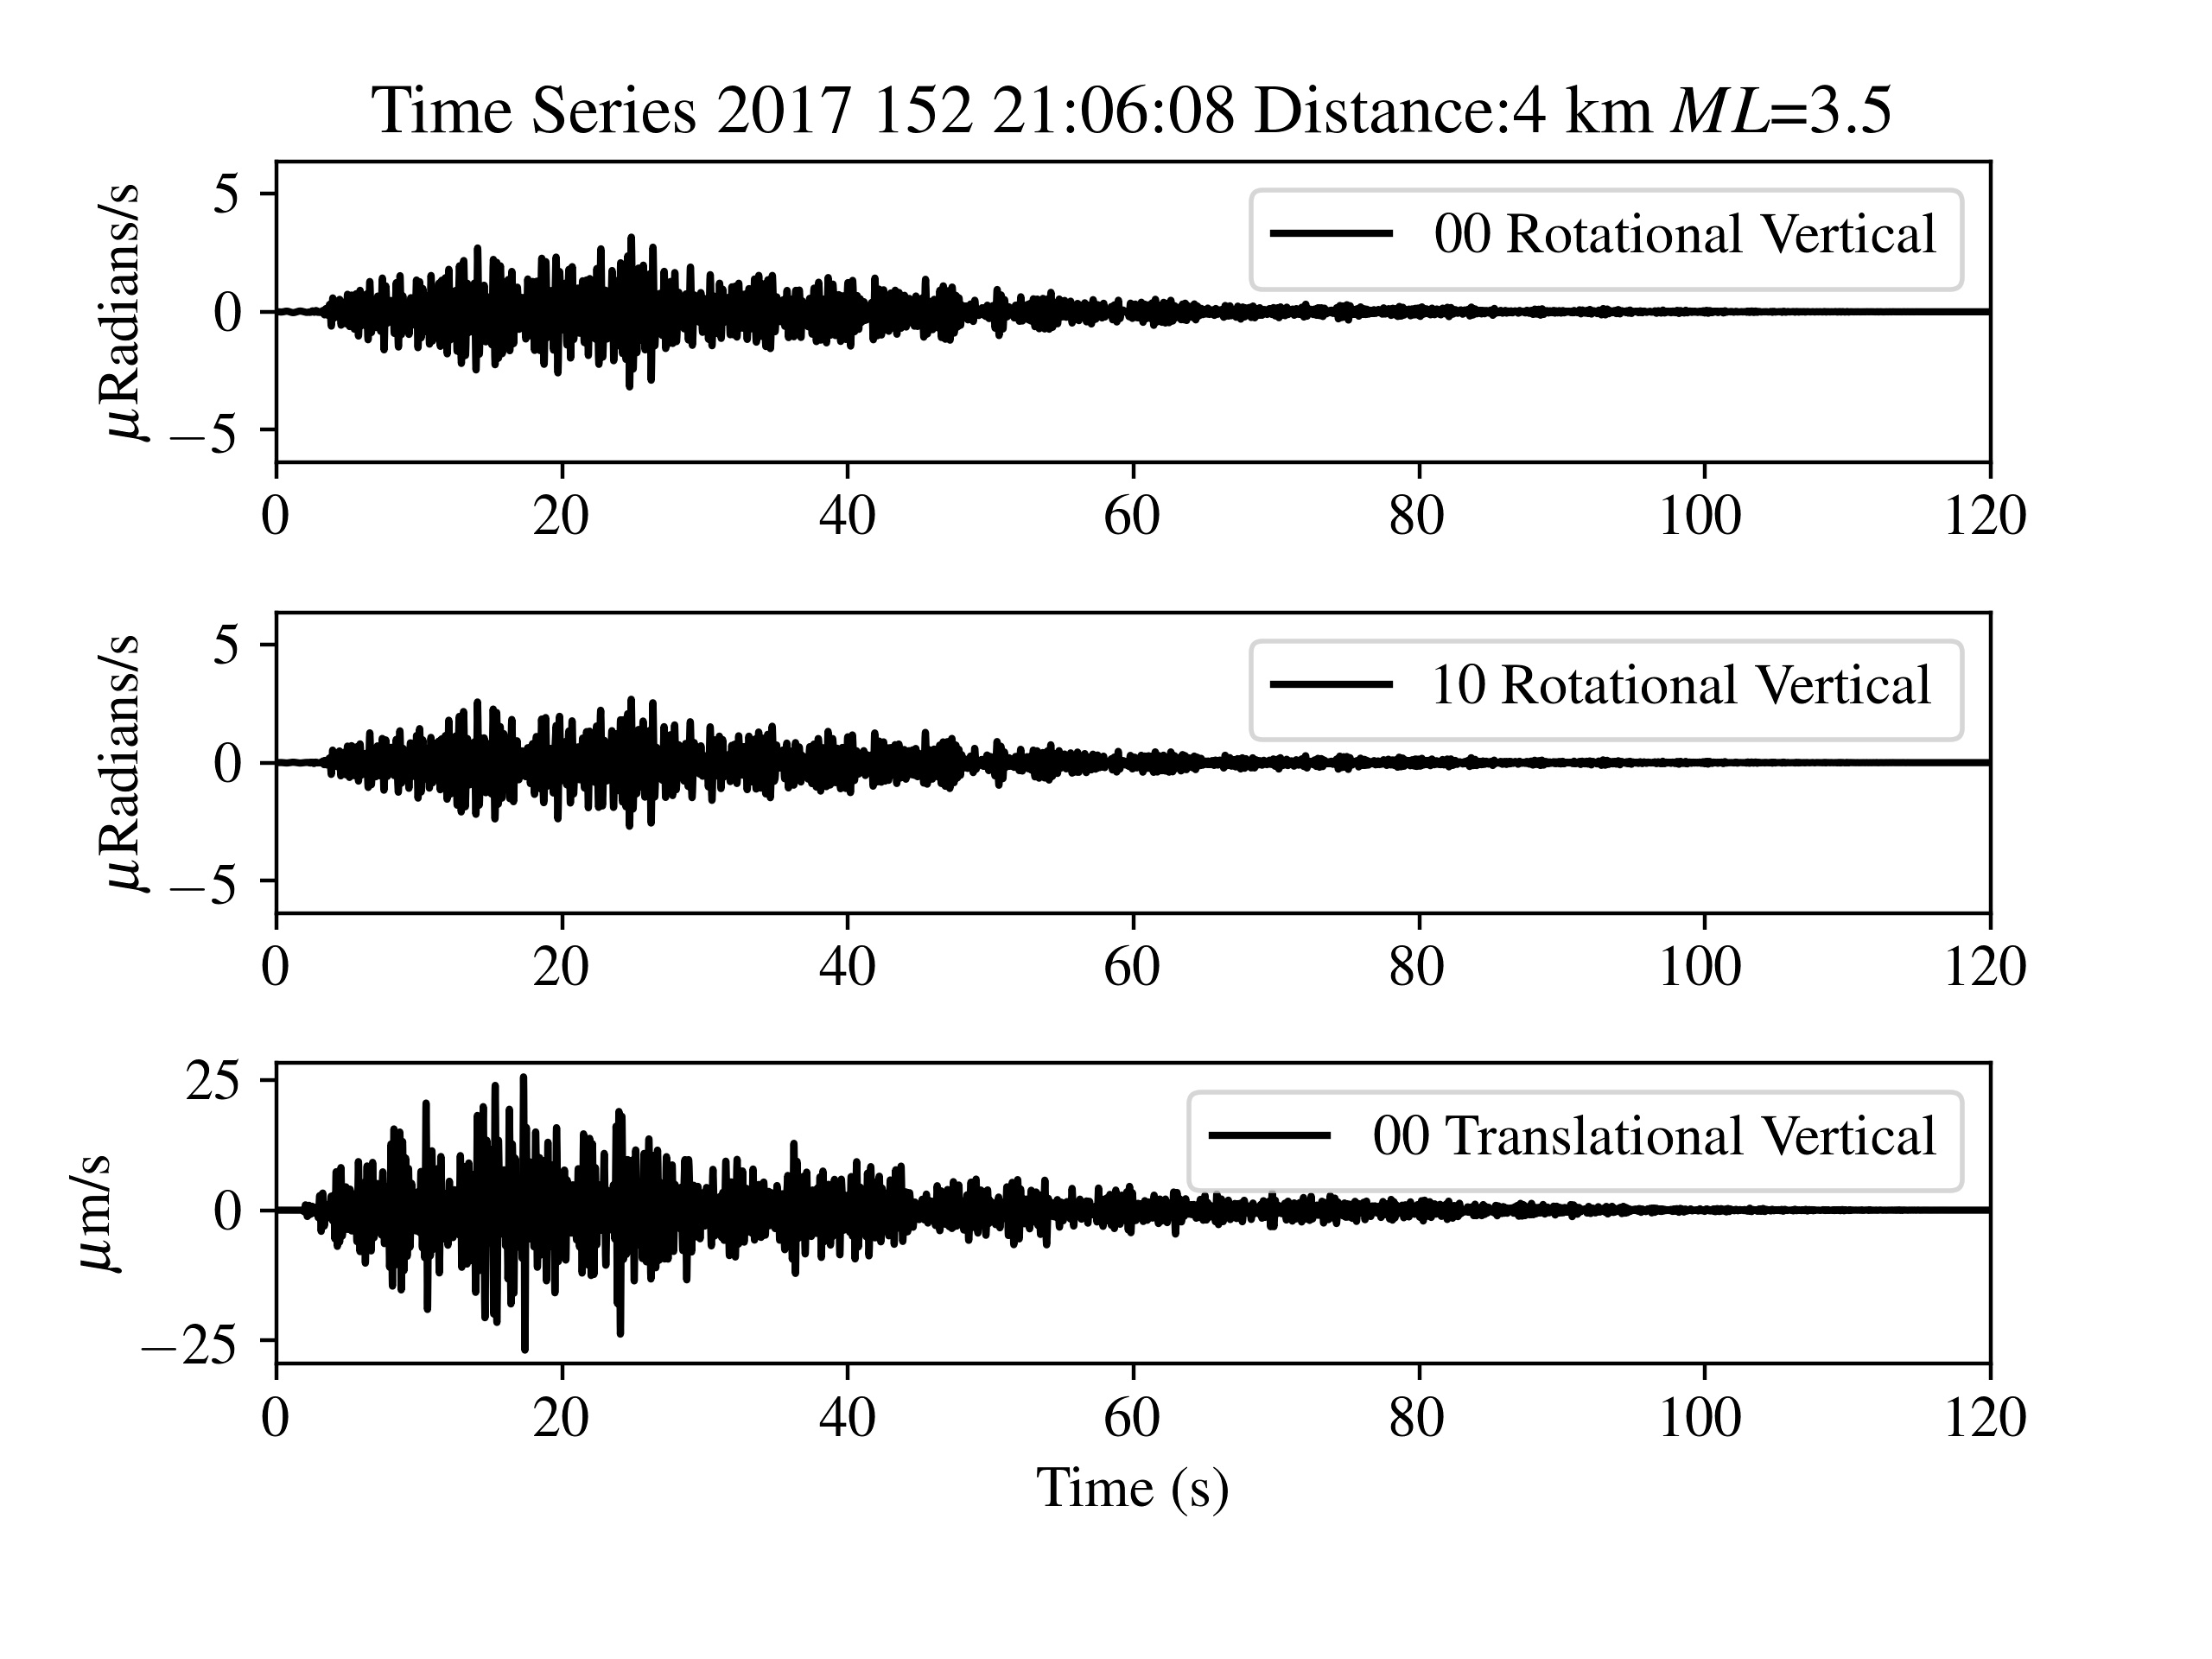 Time Series 2017 152 21:06:08 Distance:4 km ML=3.5
μRadians/s
5
0
−5
00 Rotational Vertical
0 20 40 60 80 100 120
μRadians/s
5
0
−5
10 Rotational Vertical
0 20 40 60 80 100 120
μm/s
25
0
−25
00 Translational Vertical
0 20 40 60 80 100 120
Time (s)